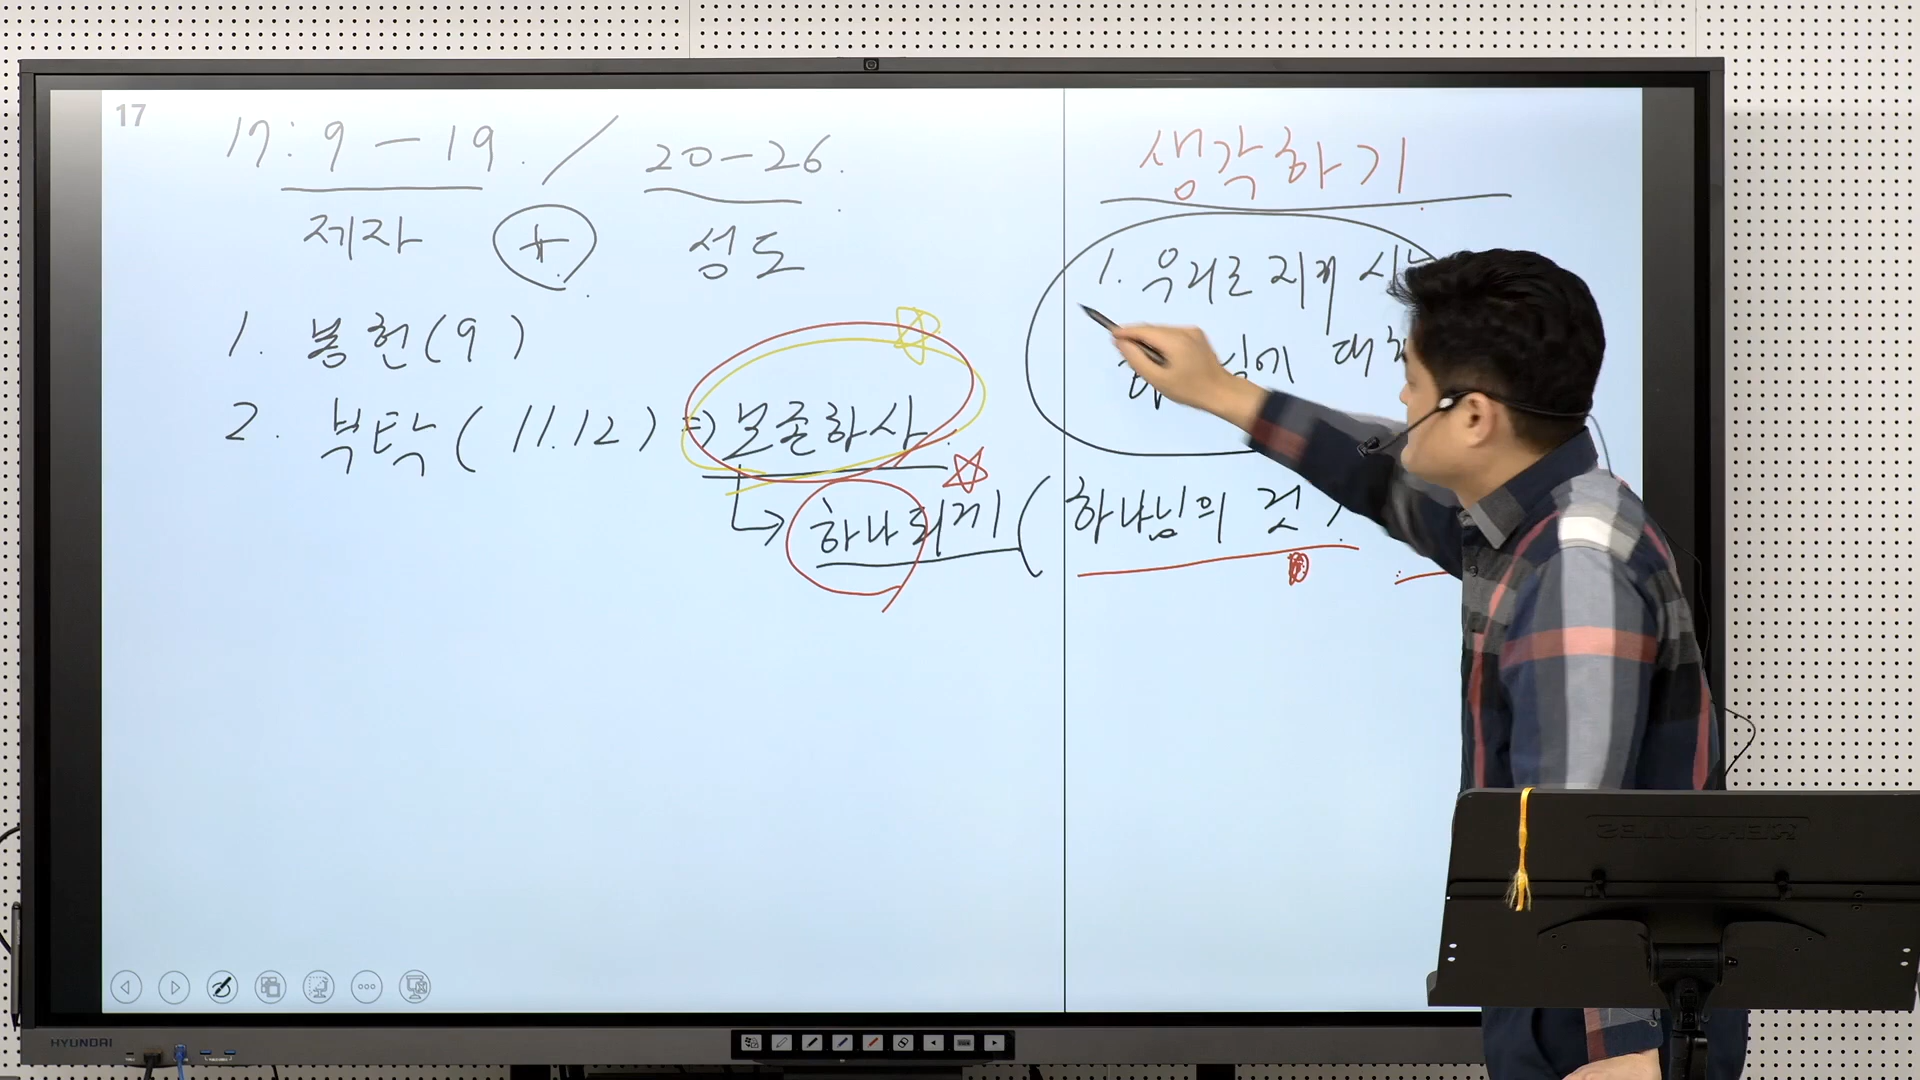 17
17:9-19. / 20-26.
제자 + 성도
1. 봉헌(9)
2. 부탁(11.12) => 보존하사
↳ 하나되게 (하나님의 것)
생각하기
1. 우리로 지켜
HYUNDAI